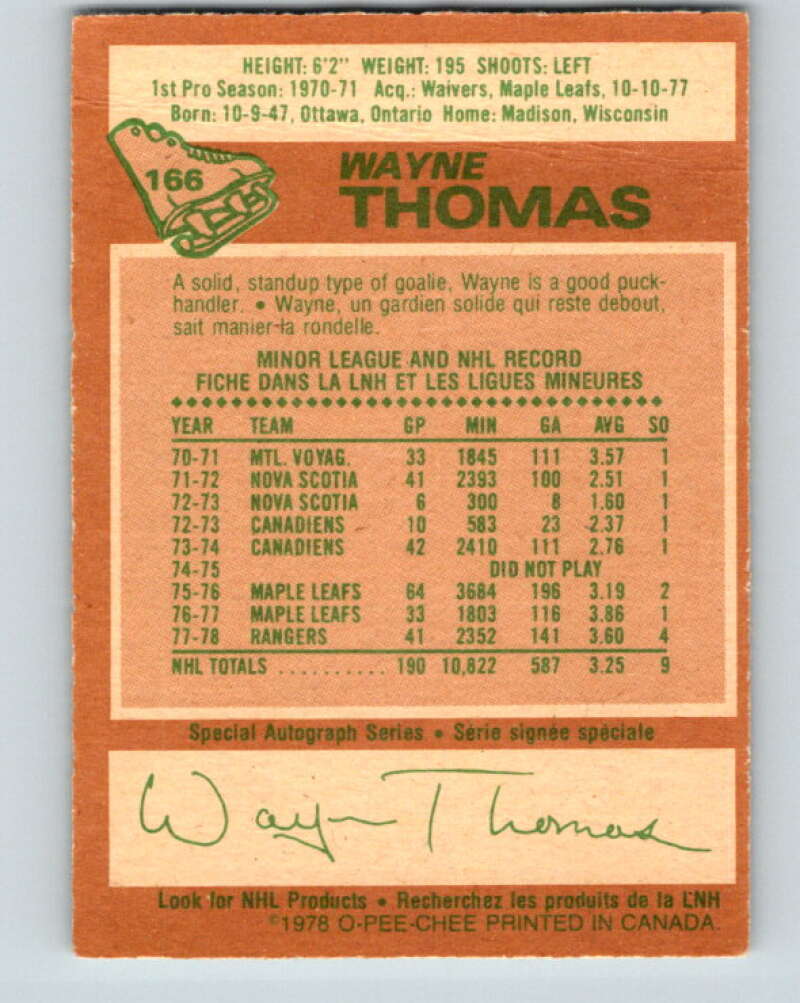 HEIGHT: 6'2" WEIGHT: 195 SHOOTS: LEFT
1st Pro Season: 1970-71 Acq.: Waivers, Maple Leafs, 10-10-77
Born: 10-9-47, Ottawa, Ontario Home: Madison, Wisconsin
166
WAYNE
THOMAS
A solid, standup type of goalie, Wayne is a good puck-
handler. • Wayne, un gardien solide qui reste debout,
sait manier la rondelle.
MINOR LEAGUE AND NHL RECORD
FICHE DANS LA LNH ET LES LIGUES MINEURES
YEAR TEAM GP MIN GA AVG SO
70-71 MTL. VOYAG. 33 1845 111 3.57 1
71-72 NOVA SCOTIA 41 2393 100 2.51 1
72-73 NOVA SCOTIA 6 300 8 1.60 1
72-73 CANADIENS 10 583 23 2.37 1
73-74 CANADIENS 42 2410 111 2.76 1
74-75 DID NOT PLAY
75-76 MAPLE LEAFS 64 3684 196 3.19 2
76-77 MAPLE LEAFS 33 1803 116 3.86 1
77-78 RANGERS 41 2352 141 3.60 4
NHL TOTALS .......... 190 10,822 587 3.25 9
Special Autograph Series • Série signée spéciale
Wayne Thomas
Look for NHL Products • Recherchez les produits de la LNH
©1978 O-PEE-CHEE PRINTED IN CANADA.